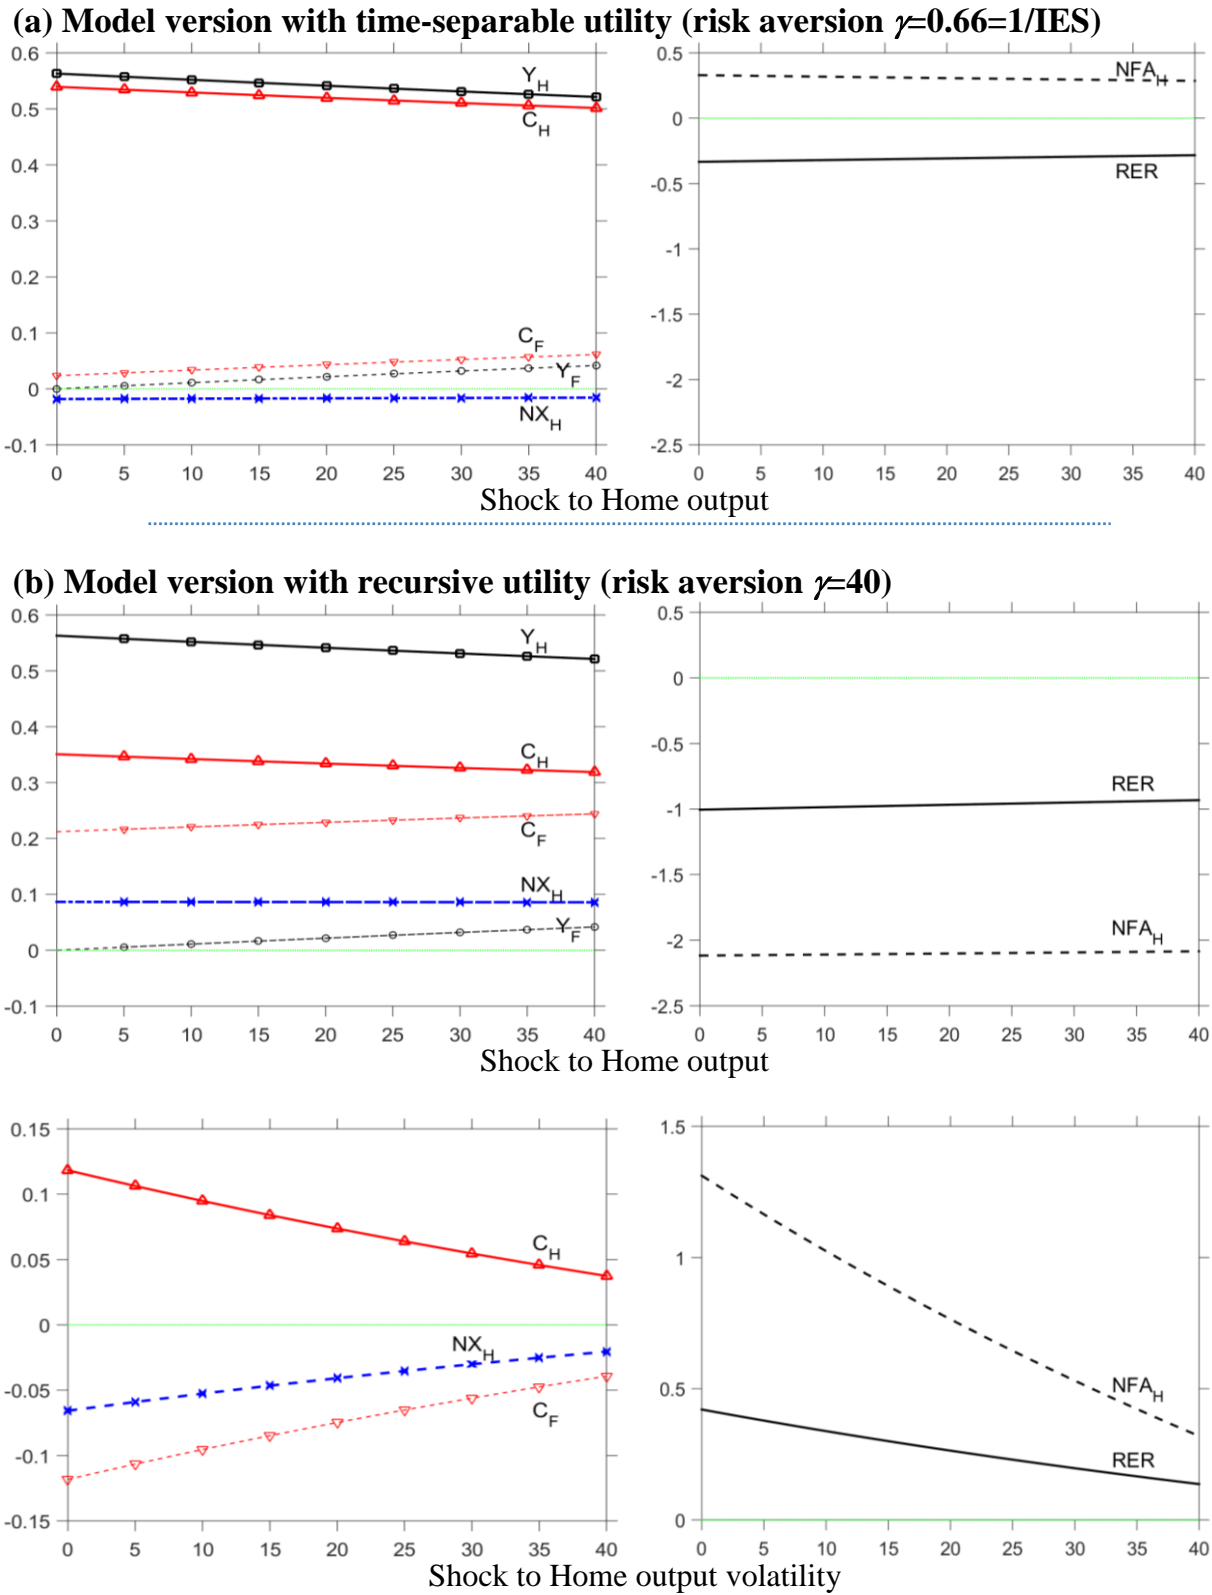 (a) Model version with time-separable utility (risk aversion γ=0.66=1/IES)
0.6
0.5
0.4
0.3
0.2
0.1
0
-0.1
0 5 10 15 20 25 30 35 40
Y_H
C_H
C_F
Y_F
NX_H
0.5
0
-0.5
-1
-1.5
-2
-2.5
0 5 10 15 20 25 30 35 40
NFA_H
RER
Shock to Home output
(b) Model version with recursive utility (risk aversion γ=40)
0.6
0.5
0.4
0.3
0.2
0.1
0
-0.1
0 5 10 15 20 25 30 35 40
Y_H
C_H
C_F
NX_H
Y_F
0.5
0
-0.5
-1
-1.5
-2
-2.5
0 5 10 15 20 25 30 35 40
RER
NFA_H
Shock to Home output
0.15
0.1
0.05
0
-0.05
-0.1
-0.15
0 5 10 15 20 25 30 35 40
C_H
NX_H
C_F
1.5
1
0.5
0
0 5 10 15 20 25 30 35 40
NFA_H
RER
Shock to Home output volatility